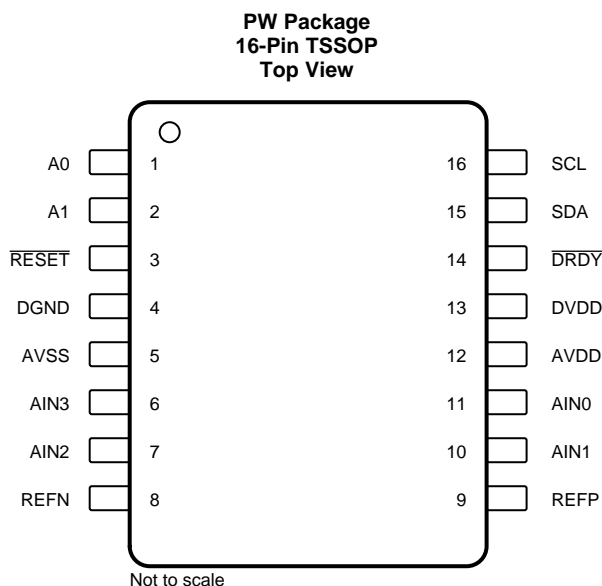 PW Package
16-Pin TSSOP
Top View
A0 1 16 SCL
A1 2 15 SDA
RESET 3 14 DRDY
DGND 4 13 DVDD
AVSS 5 12 AVDD
AIN3 6 11 AIN0
AIN2 7 10 AIN1
REFN 8 9 REFP
Not to scale